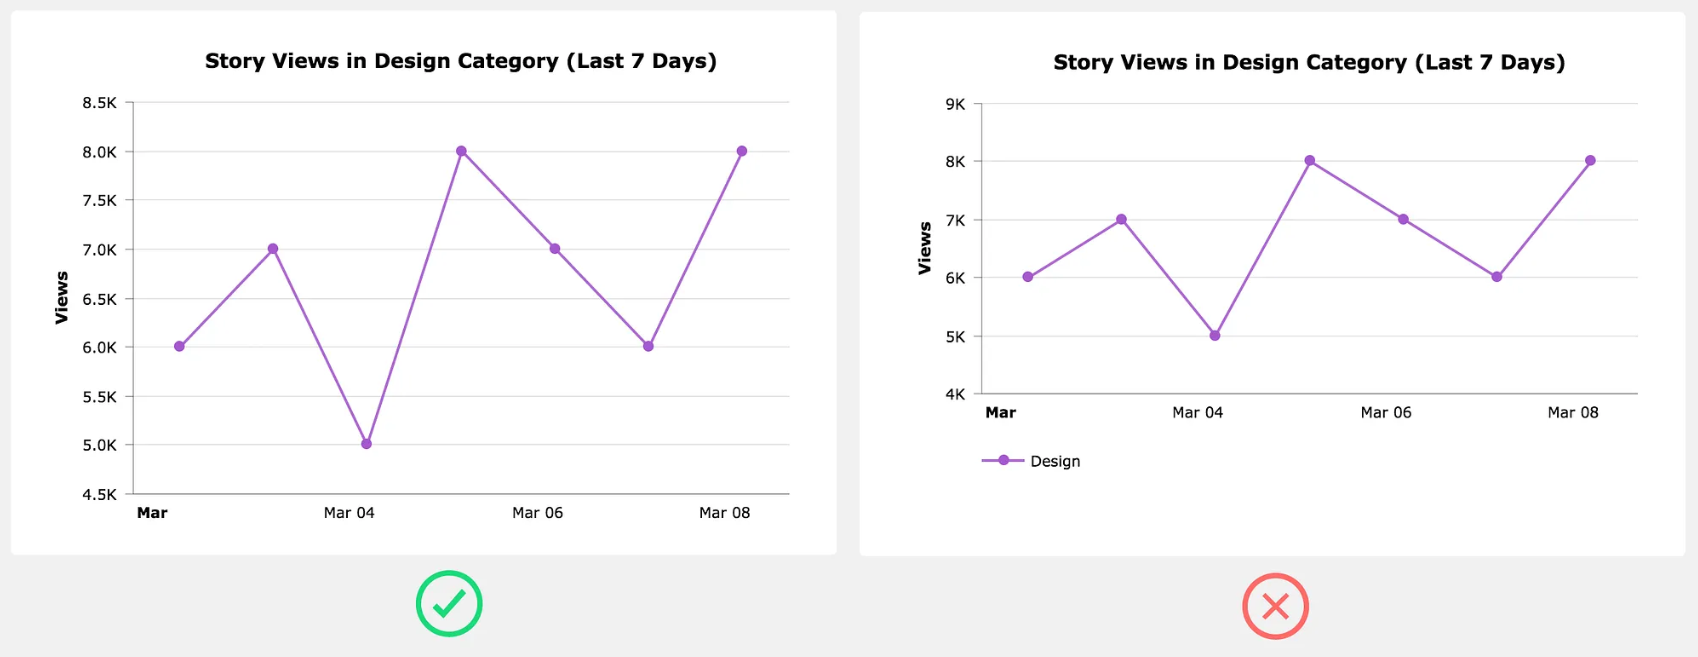 Story Views in Design Category (Last 7 Days)
8.5K
8.0K
7.5K
7.0K
6.5K
6.0K
5.5K
5.0K
4.5K
Views
Mar Mar 04 Mar 06 Mar 08
Story Views in Design Category (Last 7 Days)
9K
8K
7K
6K
5K
4K
Views
Mar Mar 04 Mar 06 Mar 08
Design